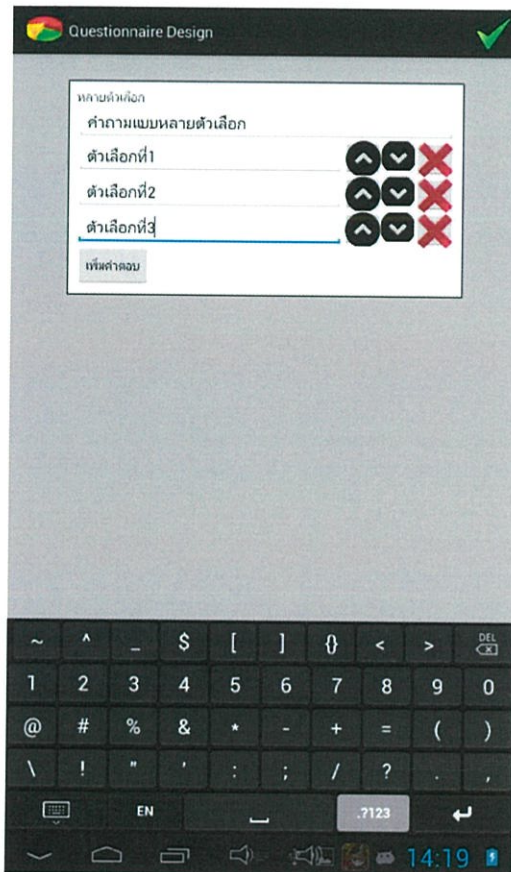 Questionnaire Design
หลายตัวเลือก
คำถามแบบหลายตัวเลือก
ตัวเลือกที่1
ตัวเลือกที่2
ตัวเลือกที่3
เพิ่มคำตอบ
~ ^ _ $ [ ] {} < > DEL
1 2 3 4 5 6 7 8 9 0
@ # % & * - + = ( )
\ ! " ' : ; / ? . ,
EN .?123
14:19